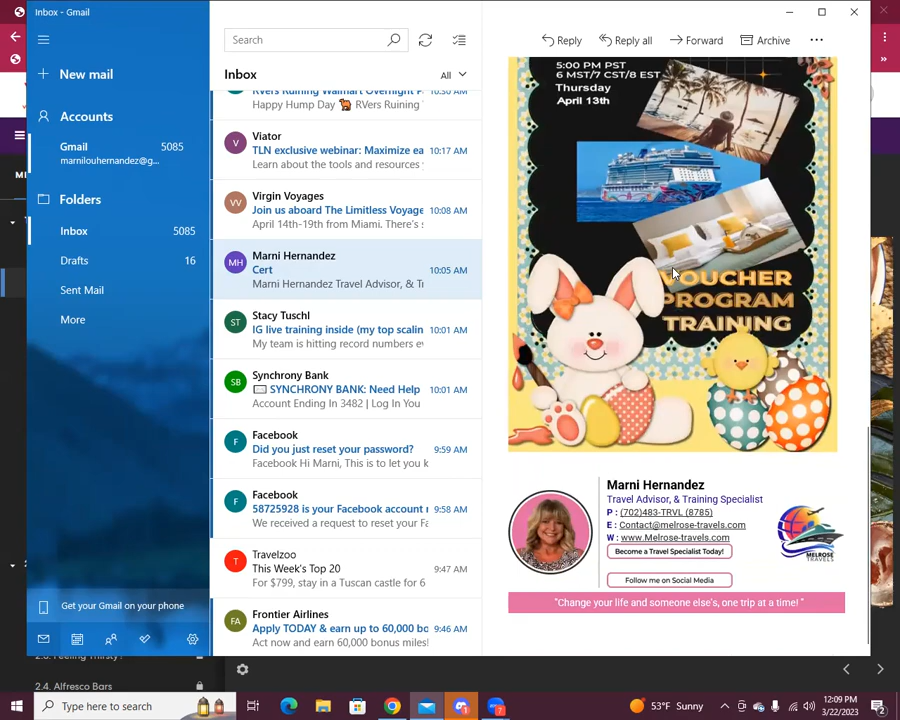 Inbox - Gmail
New mail
Accounts
Gmail 5085
marnilouhernandez@g...
Folders
Inbox 5085
Drafts 16
Sent Mail
More
Get your Gmail on your phone
Search
Inbox
All
RVers Ruining Walmart Overnight P 10:30 AM
Happy Hump Day 🐪 RVers Ruining
Viator
TLN exclusive webinar: Maximize ea 10:17 AM
Learn about the tools and resources
Virgin Voyages
Join us aboard The Limitless Voyage 10:08 AM
April 14th-19th from Miami. There's s
Marni Hernandez
Cert 10:05 AM
Marni Hernandez Travel Advisor, & Tr
Stacy Tuschl
IG live training inside (my top scalin 10:01 AM
My team is hitting record numbers e
Synchrony Bank
SYNCHRONY BANK: Need Help 10:01 AM
Account Ending In 3482 | Log In You
Facebook
Did you just reset your password? 9:59 AM
Facebook Hi Marni, This is to let you k
Facebook
58725928 is your Facebook account r 9:58 AM
We received a request to reset your Fa
Travelzoo
This Week's Top 20 9:47 AM
For $799, stay in a Tuscan castle for 6
Frontier Airlines
Apply TODAY & earn up to 60,000 bo 9:46 AM
Act now and earn 60,000 bonus miles!
Reply
Reply all
Forward
Archive
5:00 PM PST
6 MST/7 CST/8 EST
Thursday
April 13th
VOUCHER
PROGRAM
TRAINING
Marni Hernandez
Travel Advisor, & Training Specialist
P : (702)483-TRVL (8785)
E : Contact@melrose-travels.com
W : www.Melrose-travels.com
Become a Travel Specialist Today!
Follow me on Social Media
MELROSE
TRAVELS
"Change your life and someone else's, one trip at a time! "
2.4. Alfresco Bars
Type here to search
53°F Sunny
12:09 PM
3/22/2023